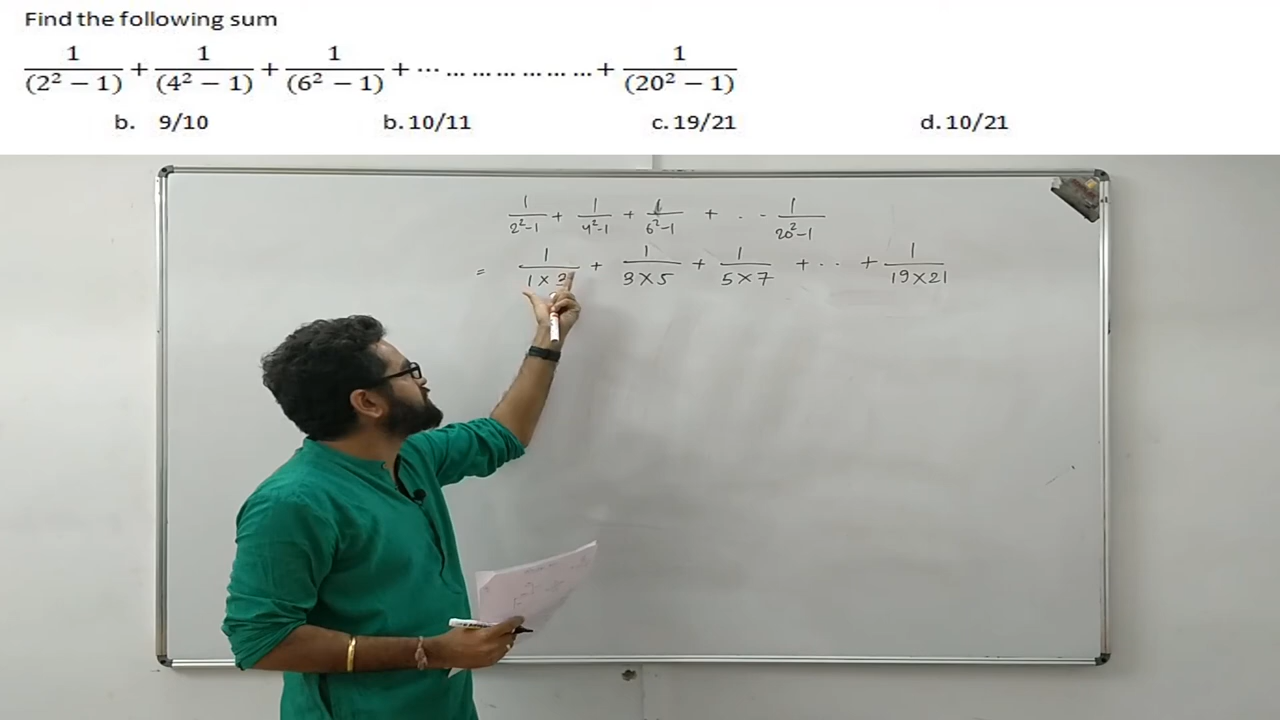 Find the following sum
1/(2² − 1) + 1/(4² − 1) + 1/(6² − 1) + ⋯ … … … … … … + 1/(20² − 1)
b. 9/10 b. 10/11 c. 19/21 d. 10/21
1/2²-1 + 1/4²-1 + 1/6²-1 + . . - 1/20²-1
= 1/1×3 + 1/3×5 + 1/5×7 + . . + 1/19×21